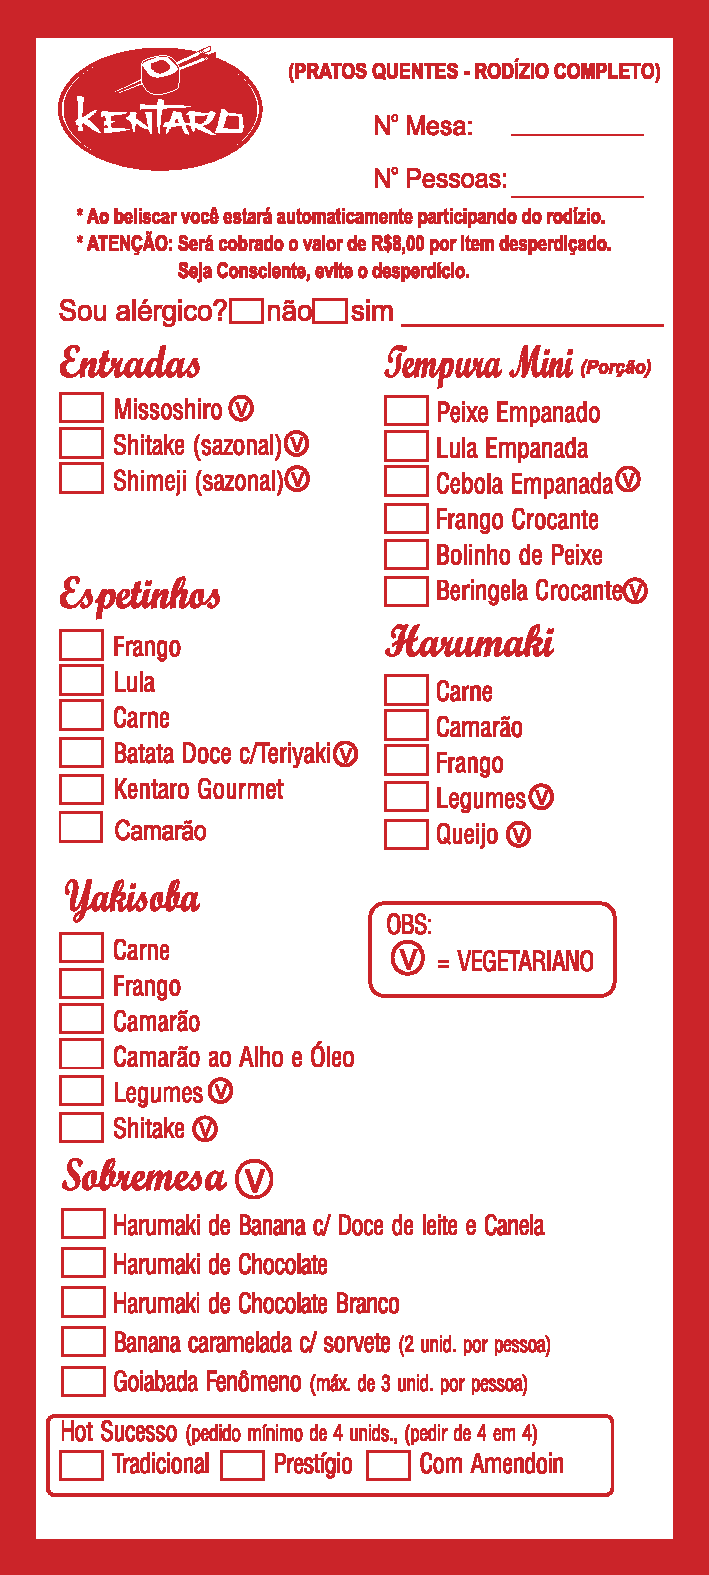 KENTARO
(PRATOS QUENTES - RODÍZIO COMPLETO)
N° Mesa:
N° Pessoas:
* Ao beliscar você estará automaticamente participando do rodízio.
* ATENÇÃO: Será cobrado o valor de R$8,00 por item desperdiçado.
Seja Consciente, evite o desperdício.
Sou alérgico? não sim
Entradas
Missoshiro V
Shitake (sazonal) V
Shimeji (sazonal) V
Espetinhos
Frango
Lula
Carne
Batata Doce c/Teriyaki V
Kentaro Gourmet
Camarão
Yakisoba
Carne
Frango
Camarão
Camarão ao Alho e Óleo
Legumes V
Shitake V
Tempura Mini (Porção)
Peixe Empanado
Lula Empanada
Cebola Empanada V
Frango Crocante
Bolinho de Peixe
Beringela Crocante V
Harumaki
Carne
Camarão
Frango
Legumes V
Queijo V
OBS:
V = VEGETARIANO
Sobremesa V
Harumaki de Banana c/ Doce de leite e Canela
Harumaki de Chocolate
Harumaki de Chocolate Branco
Banana caramelada c/ sorvete (2 unid. por pessoa)
Goiabada Fenômeno (máx. de 3 unid. por pessoa)
Hot Sucesso (pedido mínimo de 4 unids., (pedir de 4 em 4)
Tradicional Prestígio Com Amendoin